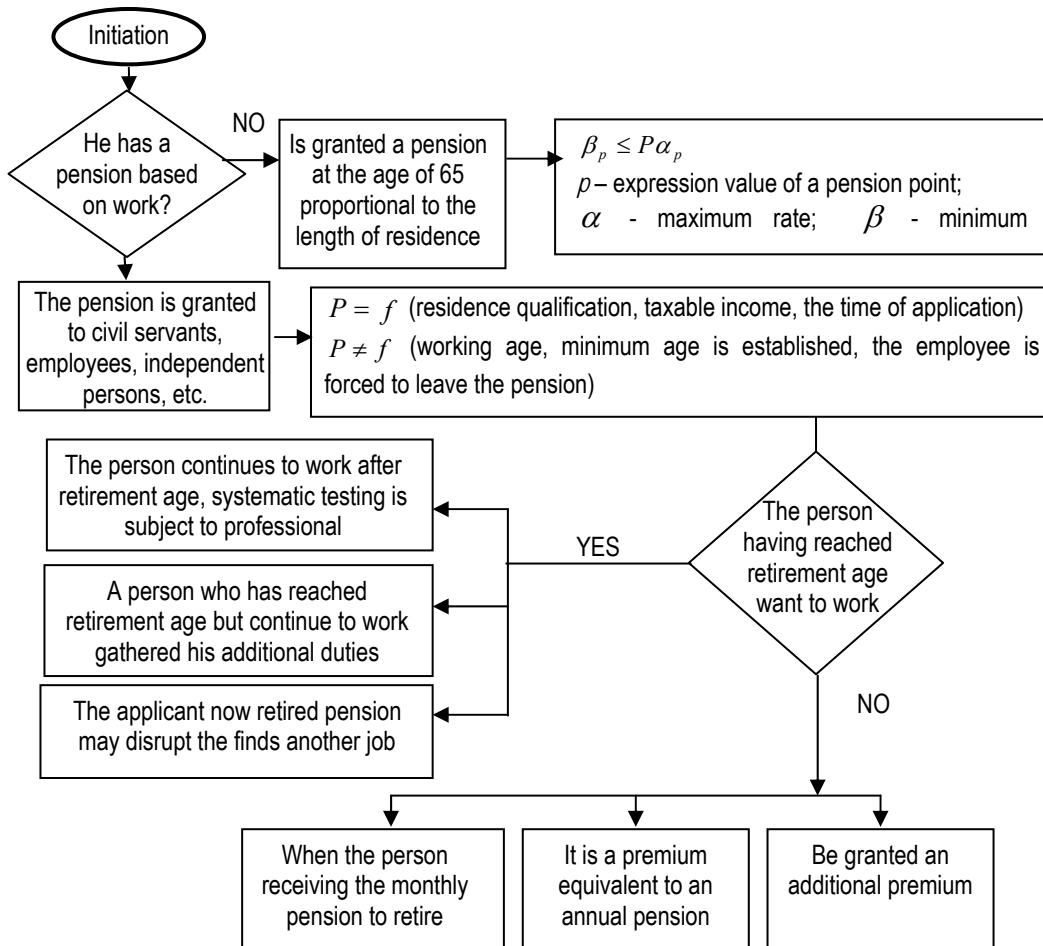 Initiation
He has a
pension based
on work?
NO
Is granted a pension
at the age of 65
proportional to the
length of residence
β_p ≤ Pα_p
p – expression value of a pension point;
α - maximum rate; β - minimum
The pension is granted
to civil servants,
employees, independent
persons, etc.
P = f (residence qualification, taxable income, the time of application)
P ≠ f (working age, minimum age is established, the employee is
forced to leave the pension)
The person continues to work after
retirement age, systematic testing is
subject to professional
A person who has reached
retirement age but continue to work
gathered his additional duties
The applicant now retired pension
may disrupt the finds another job
YES
The person
having reached
retirement age
want to work
NO
When the person
receiving the monthly
pension to retire
It is a premium
equivalent to an
annual pension
Be granted an
additional premium